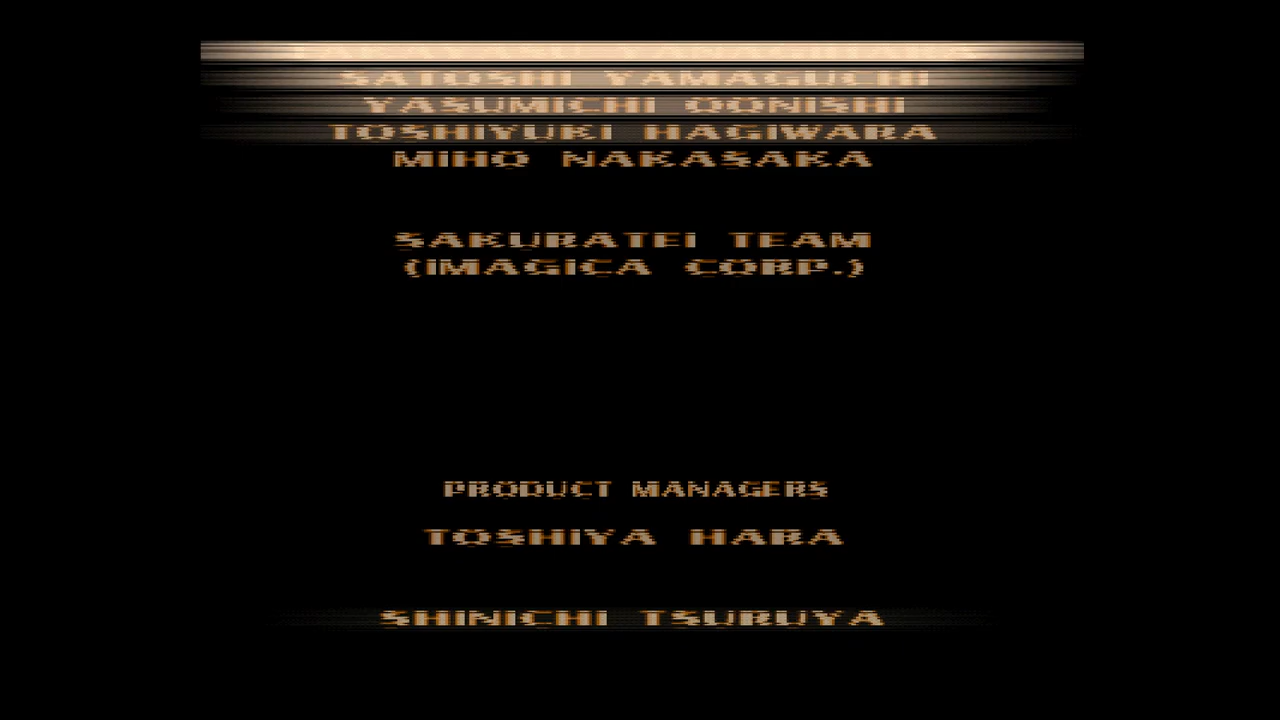 SATOSHI YAMAGUCHI
YASUMICHI OONISHI
TOSHIYUKI HAGIWARA
MIHO NAKASAKA
SAKURATEI TEAM
(IMAGICA CORP.)
PRODUCT MANAGERS
TOSHIYA HARA
SHINICHI TSURUYA